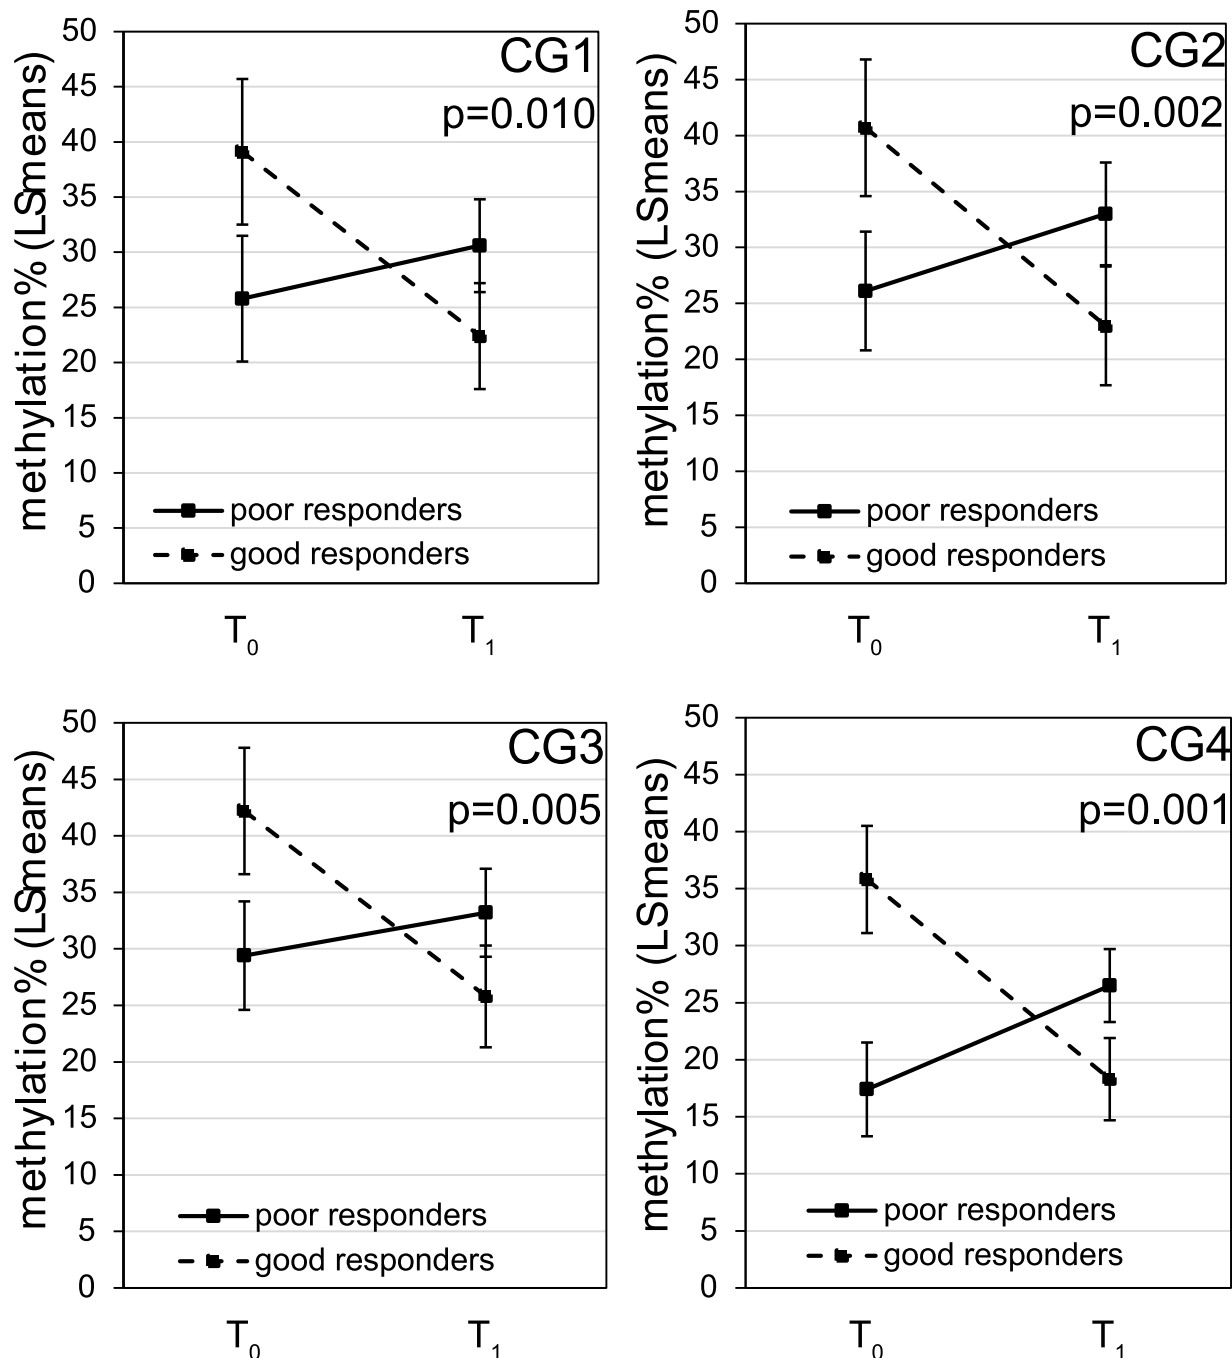 methylation% (LSmeans)
50
45
40
35
30
25
20
15
10
5
0
CG1
p=0.010
poor responders
good responders
T0
T1
methylation% (LSmeans)
50
45
40
35
30
25
20
15
10
5
0
CG2
p=0.002
poor responders
good responders
T0
T1
methylation% (LSmeans)
50
45
40
35
30
25
20
15
10
5
0
CG3
p=0.005
poor responders
good responders
T0
T1
methylation% (LSmeans)
50
45
40
35
30
25
20
15
10
5
0
CG4
p=0.001
poor responders
good responders
T0
T1